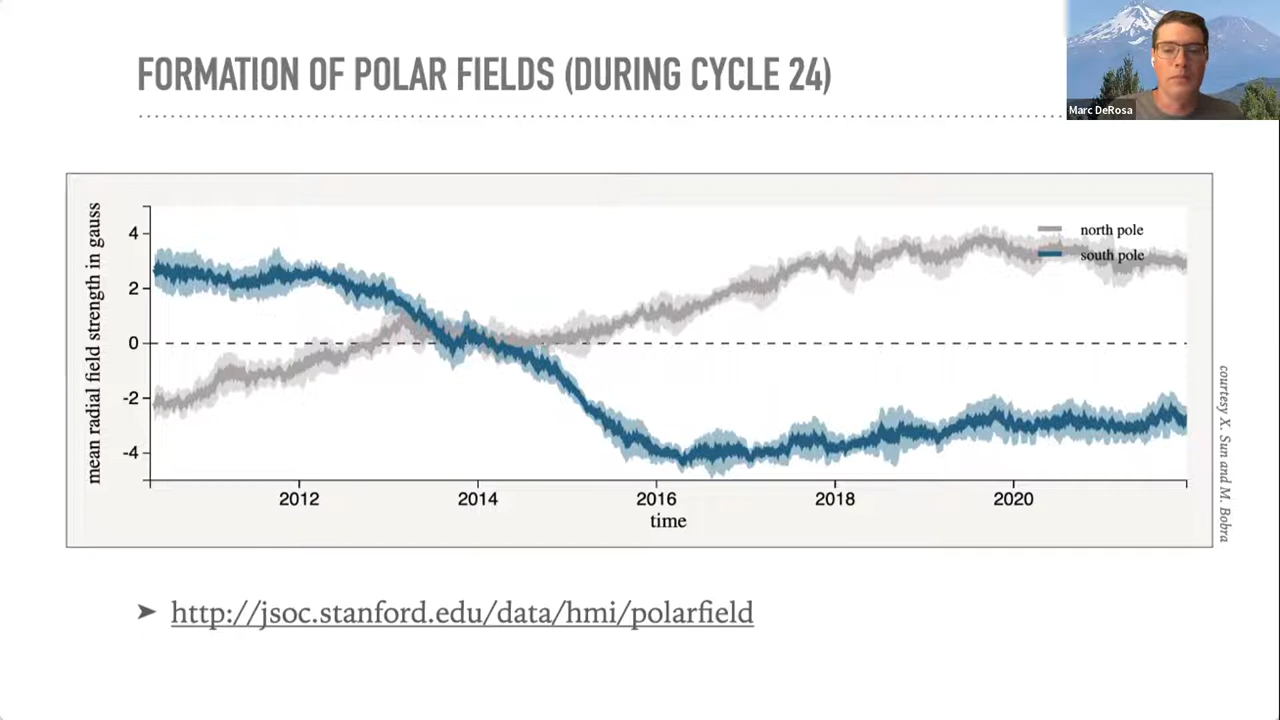 FORMATION OF POLAR FIELDS (DURING CYCLE 24)
Marc DeRosa
mean radial field strength in gauss
4
2
0
-2
-4
north pole
south pole
2012
2014
2016
2018
2020
time
courtesy X. Sun and M. Bobra
➤ http://jsoc.stanford.edu/data/hmi/polarfield